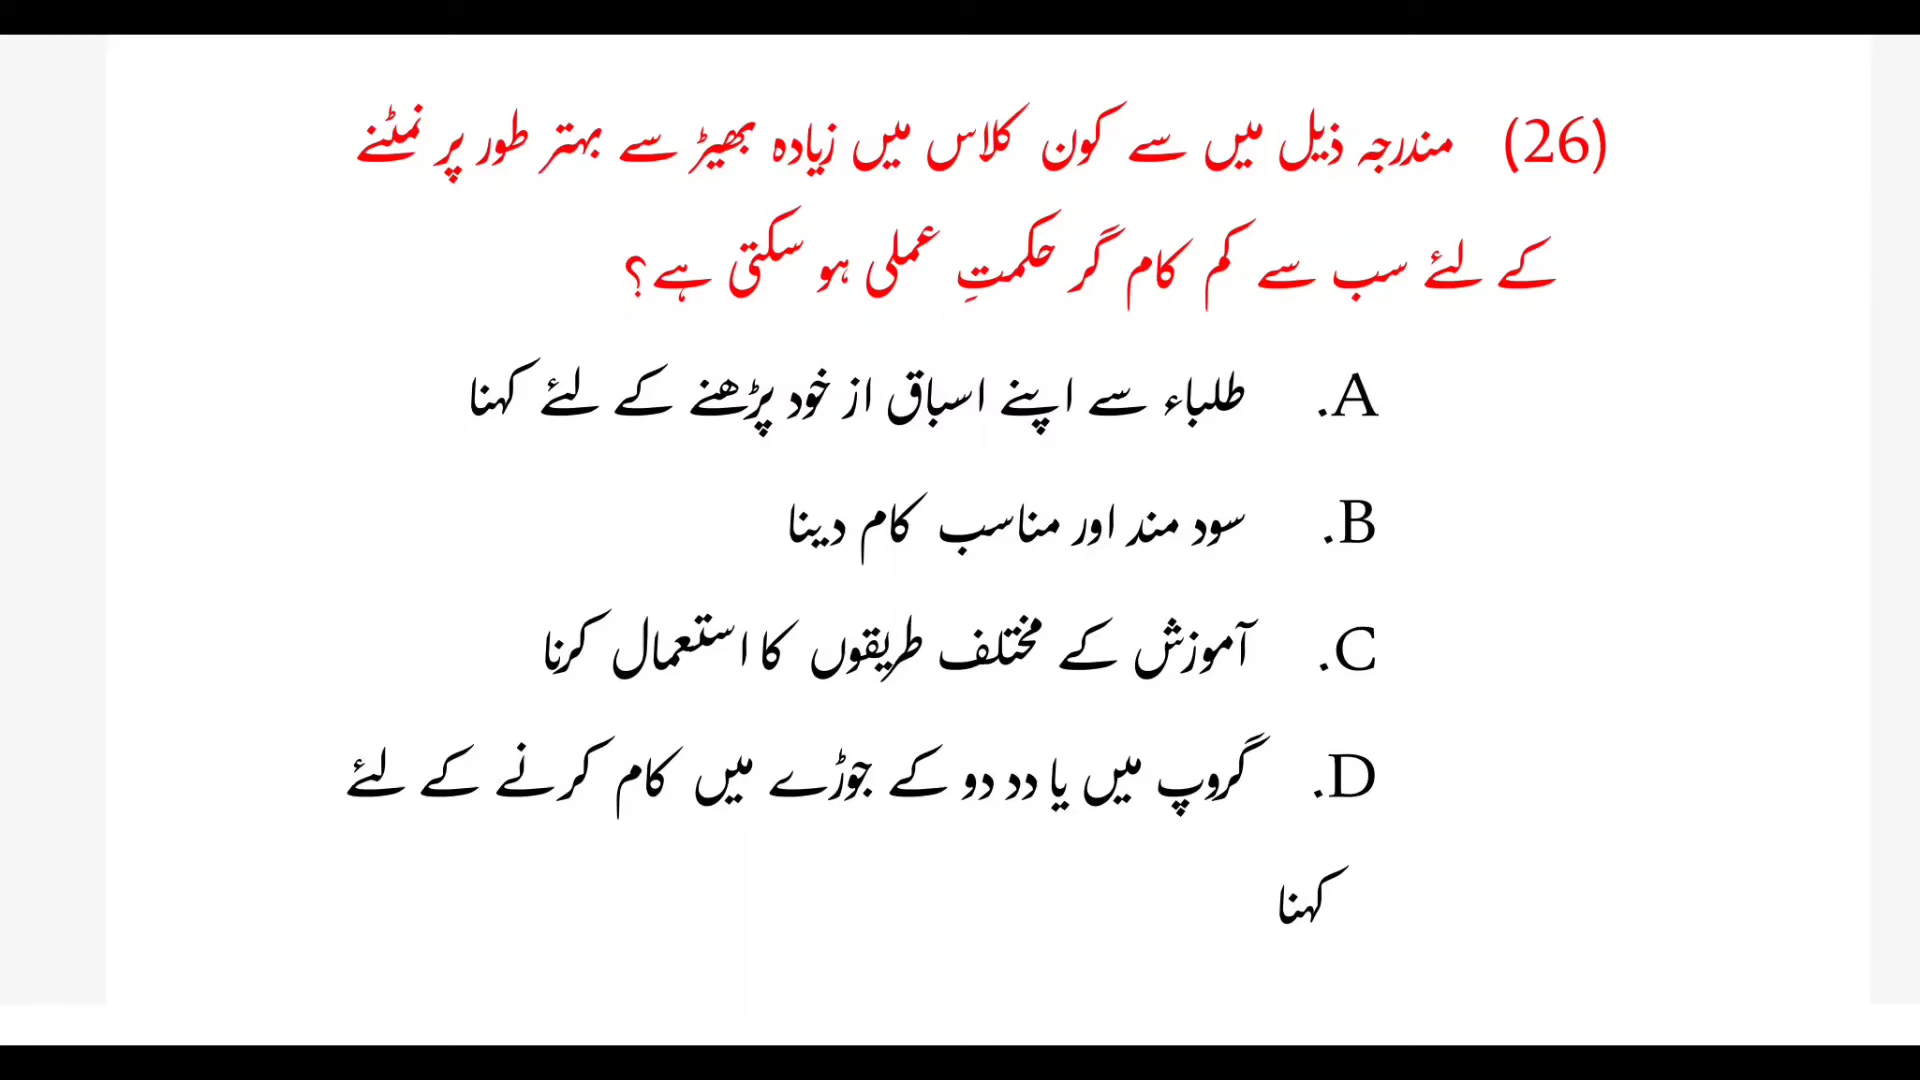 (26) مندرجہ ذیل میں سے کون کلاس میں زیادہ بھیڑ سے بہتر طور پر نمٹنے
کے لئے سب سے کم کام گر حکمتِ عملی ہو سکتی ہے؟
A. طلباء سے اپنے اسباق از خود پڑھنے کے لئے کہنا
B. سود مند اور مناسب کام دینا
C. آموزش کے مختلف طریقوں کا استعمال کرنا
D. گروپ میں یا دد دو کے جوڑے میں کام کرنے کے لئے
کہنا